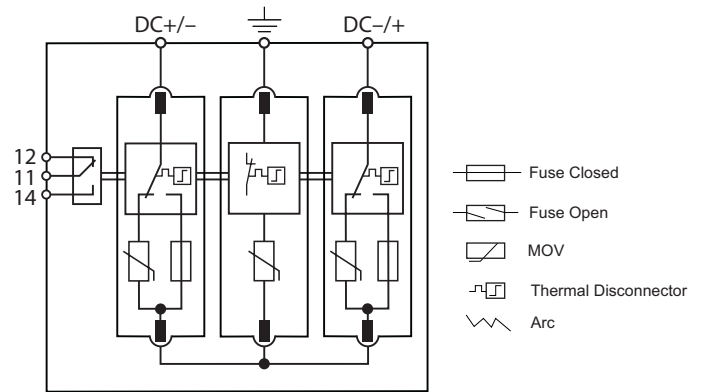 DC+/–
DC–/+
12
11
14
Fuse Closed
Fuse Open
MOV
Thermal Disconnector
Arc